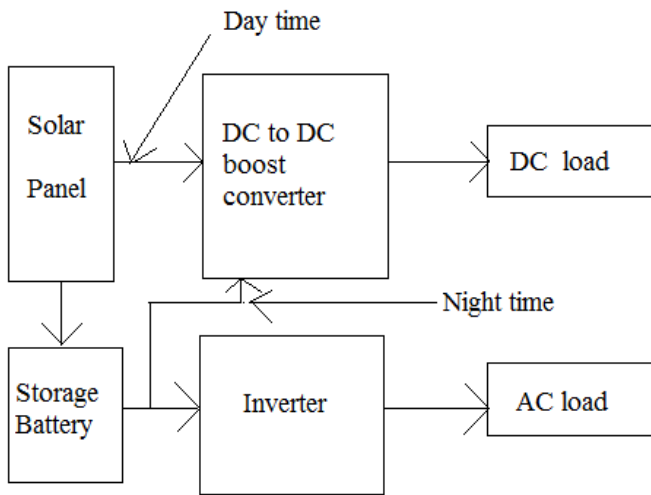 Day time
Solar
Panel
DC to DC
boost
converter
DC load
Night time
Storage
Battery
Inverter
AC load